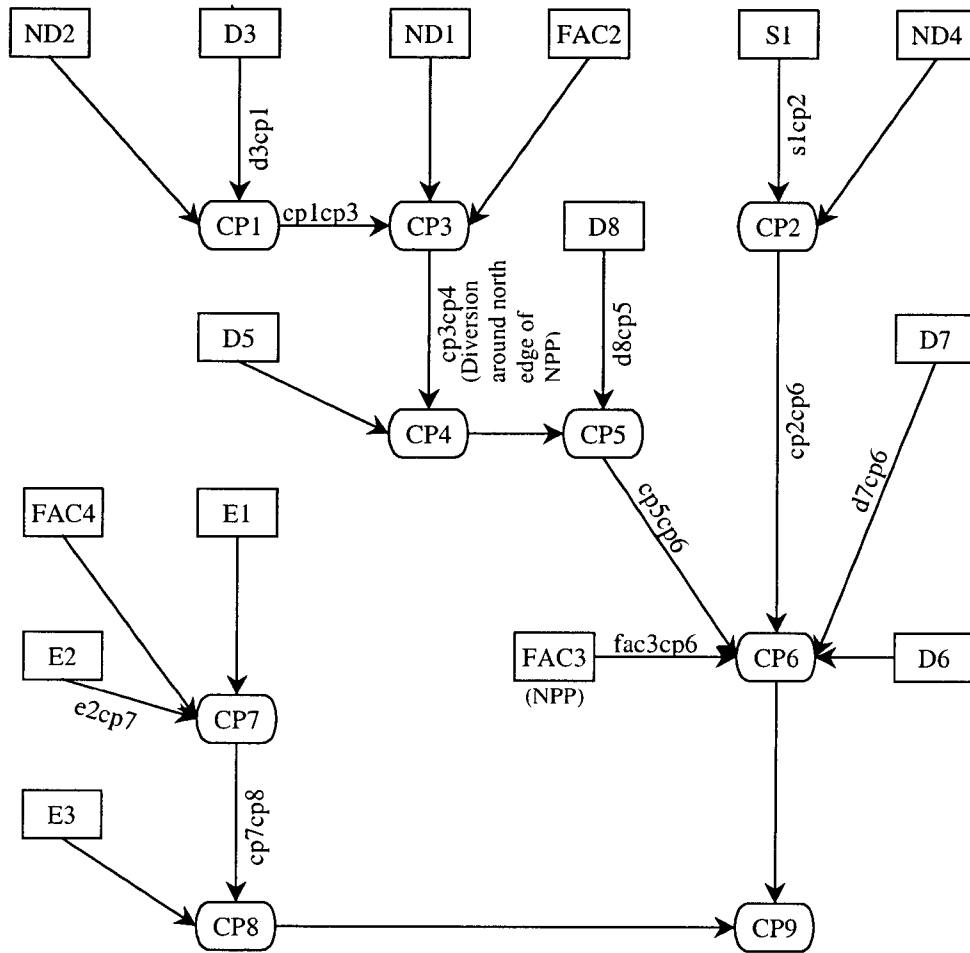 ND2
D3
ND1
FAC2
S1
ND4
d3cp1
s1cp2
CP1
cp1cp3
CP3
D8
CP2
cp3cp4
(Diversion
around north
edge of
NPP)
d8cp5
D5
D7
CP4
CP5
cp2cp6
cp5cp6
d7cp6
FAC4
E1
E2
e2cp7
CP7
FAC3
(NPP)
fac3cp6
CP6
D6
E3
cp7cp8
CP8
CP9